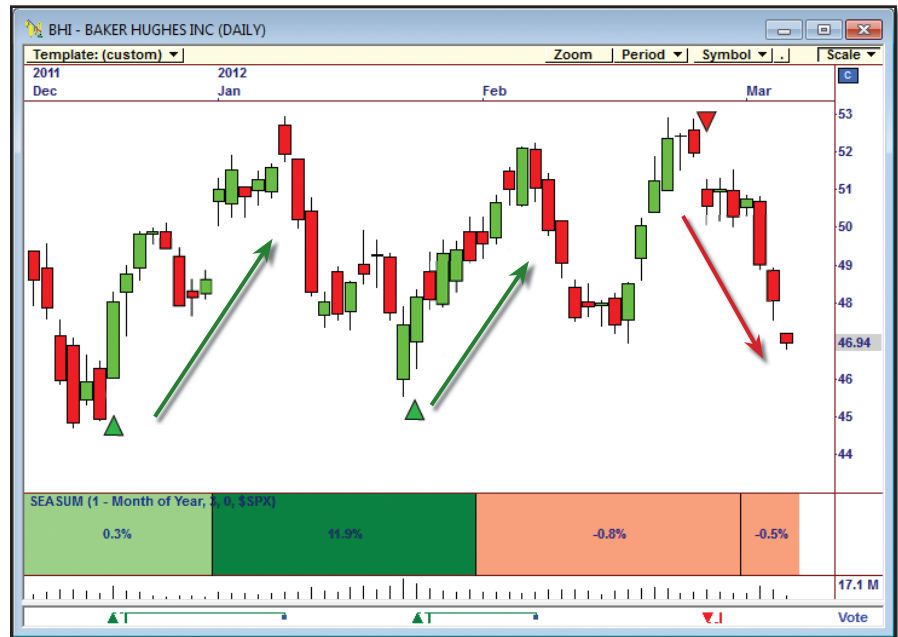 BHI - BAKER HUGHES INC (DAILY)
Template: (custom) Zoom Period Symbol . Scale
2011 2012
Dec Jan Feb Mar
C
53
52
51
50
49
48
46.94
46
45
44
SEASUM (1 - Month of Year, 3, 0, $SPX)
0.3% 11.9% -0.8% -0.5%
17.1 M
Vote